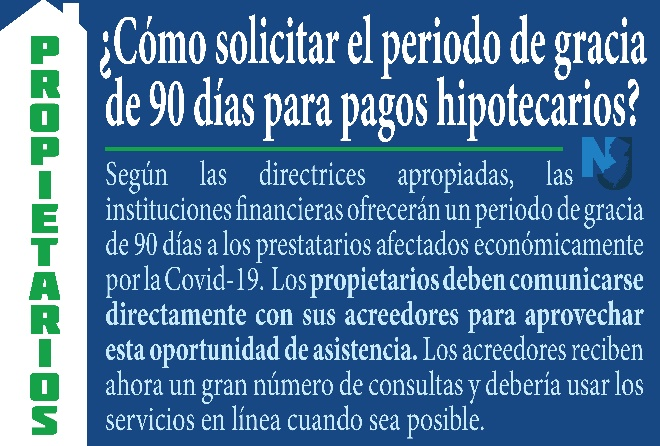 PROPIETARIOS
¿Cómo solicitar el periodo de gracia
de 90 días para pagos hipotecarios?
NJ
Según las directrices apropiadas, las
instituciones financieras ofrecerán un periodo de gracia
de 90 días a los prestatarios afectados económicamente
por la Covid-19. Los propietarios deben comunicarse
directamente con sus acreedores para aprovechar
esta oportunidad de asistencia. Los acreedores reciben
ahora un gran número de consultas y debería usar los
servicios en línea cuando sea posible.